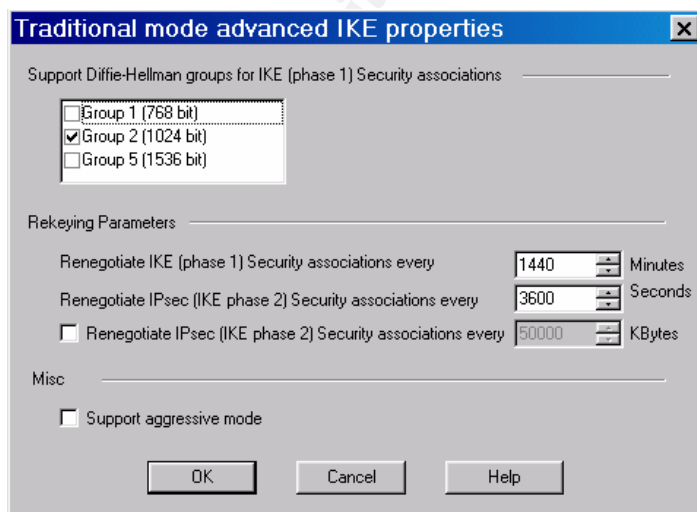 Traditional mode advanced IKE properties
Support Diffie-Hellman groups for IKE (phase 1) Security associations
Group 1 (768 bit)
Group 2 (1024 bit)
Group 5 (1536 bit)
Rekeying Parameters
Renegotiate IKE (phase 1) Security associations every 1440 Minutes
Renegotiate IPsec (IKE phase 2) Security associations every 3600 Seconds
Renegotiate IPsec (IKE phase 2) Security associations every 50000 KBytes
Misc
Support aggressive mode
OK Cancel Help